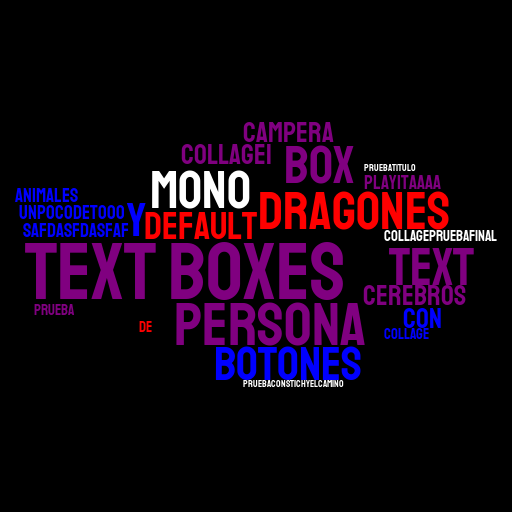 CAMPERA
COLLAGEI
BOX
PRUEBATITULO
PLAYITAAAA
MONO
ANIMALES
DRAGONES
UNPOCODETOOO
Y
DEFAULT
SAFDASFDASFAF
COLLAGEPRUEBAFINAL
TEXT BOXES
TEXT
CEREBROS
PRUEBA
PERSONA
CON
DE
COLLAGE
BOTONES
PRUEBACONSTICHYELCAMINO